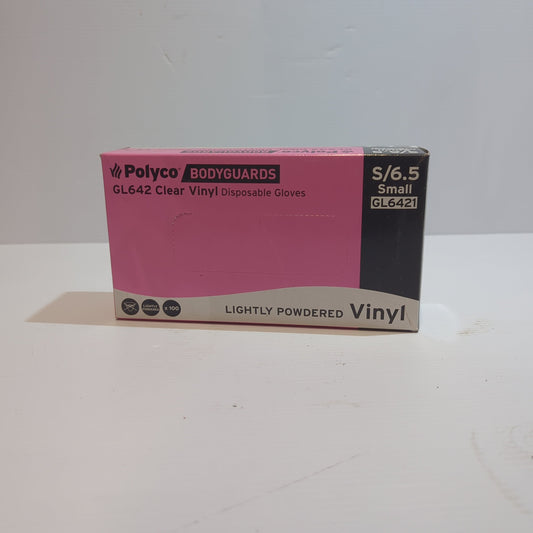 Polyco BODYGUARDS
GL642 Clear Vinyl Disposable Gloves
S/6.5
Small
GL6421
x 100
LIGHTLY POWDERED Vinyl